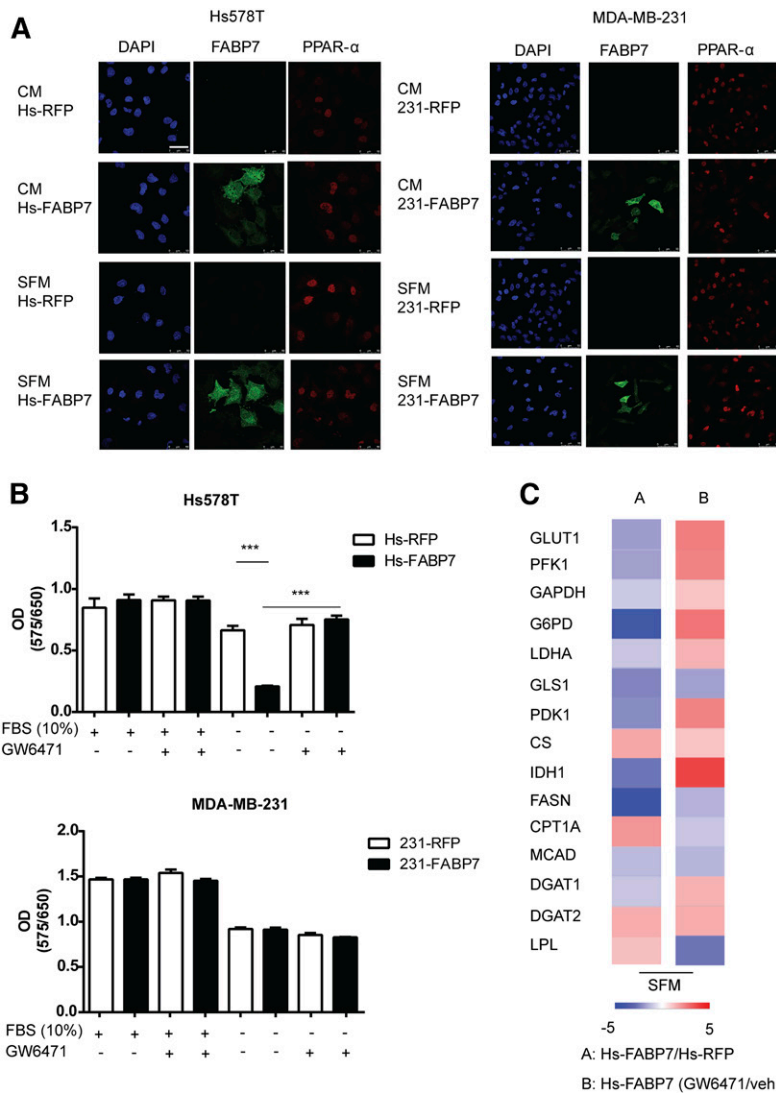 A
Hs578T
DAPI FABP7 PPAR-α
CM
Hs-RFP
CM
Hs-FABP7
SFM
Hs-RFP
SFM
Hs-FABP7
MDA-MB-231
DAPI FABP7 PPAR-α
CM
231-RFP
CM
231-FABP7
SFM
231-RFP
SFM
231-FABP7
B
Hs578T
OD
(575/650)
1.5
1.0
0.5
0.0
*** ***
Hs-RFP
Hs-FABP7
FBS (10%) + + + + - - - -
GW6471 - - + + - - + +
MDA-MB-231
OD
(575/650)
2.0
1.5
1.0
0.5
0.0
231-RFP
231-FABP7
FBS (10%) + + + + - - - -
GW6471 - - + + - - + +
C
A B
GLUT1
PFK1
GAPDH
G6PD
LDHA
GLS1
PDK1
CS
IDH1
FASN
CPT1A
MCAD
DGAT1
DGAT2
LPL
SFM
-5 5
A: Hs-FABP7/Hs-RFP
B: Hs-FABP7 (GW6471/veh